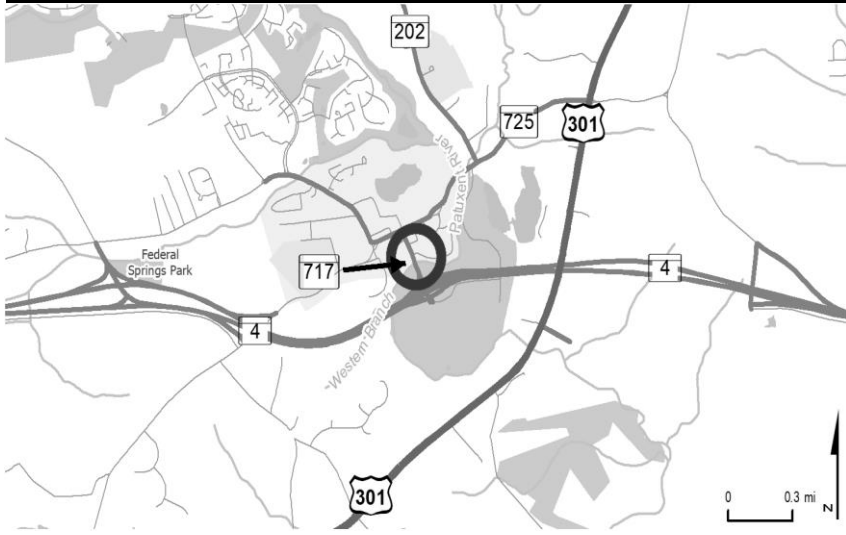 202
725
301
Patuxent River
Federal
Springs Park
717
4
4
Western Branch
301
0
0.3 mi
N